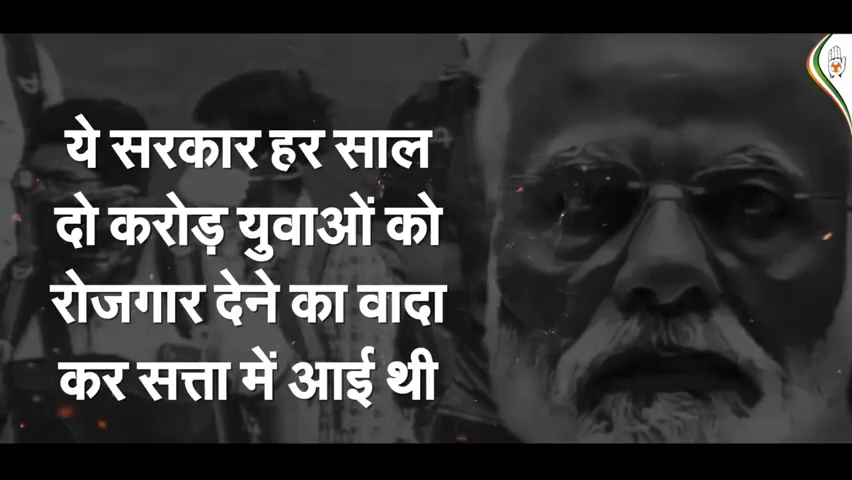 ये सरकार हर साल
दो करोड़ युवाओं को
रोजगार देने का वादा
कर सत्ता में आई थी